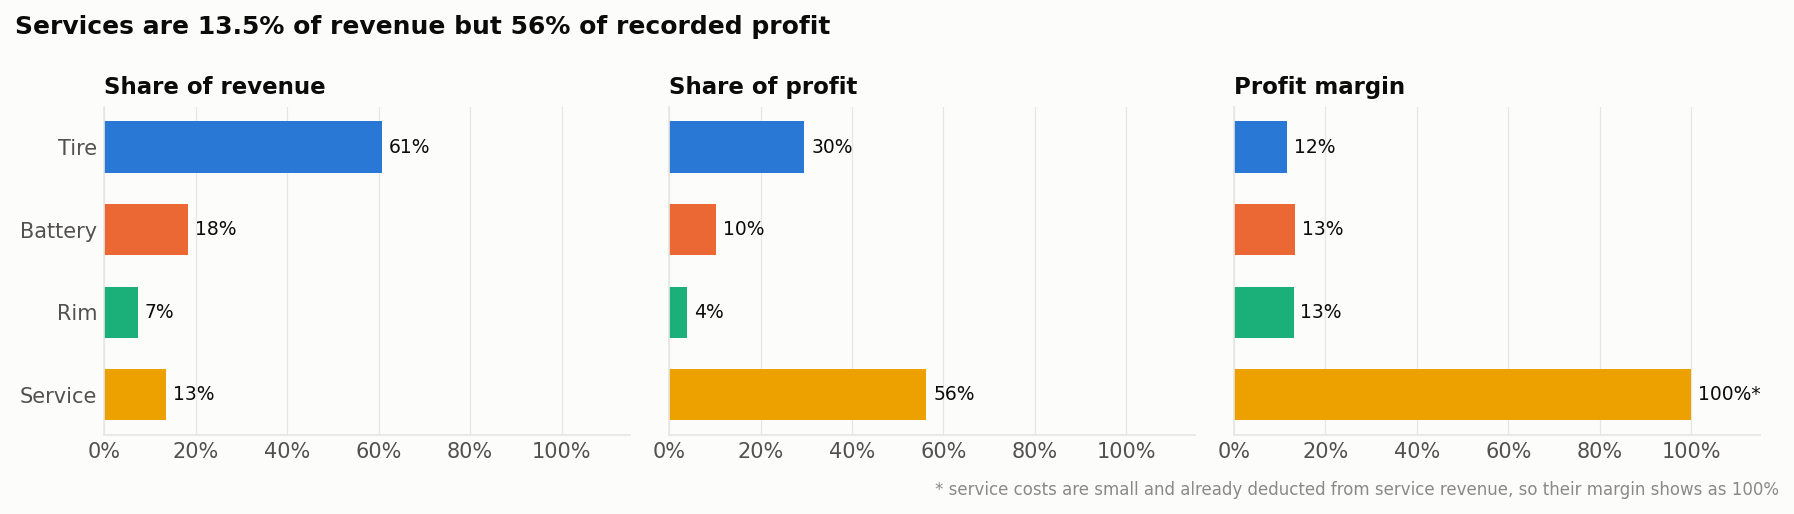 Services are 13.5% of revenue but 56% of recorded profit
Share of revenue
Tire
61%
Battery
18%
Rim
7%
Service
13%
0% 20% 40% 60% 80% 100%
Share of profit
30%
10%
4%
56%
0% 20% 40% 60% 80% 100%
Profit margin
12%
13%
13%
100%*
0% 20% 40% 60% 80% 100%
* service costs are small and already deducted from service revenue, so their margin shows as 100%